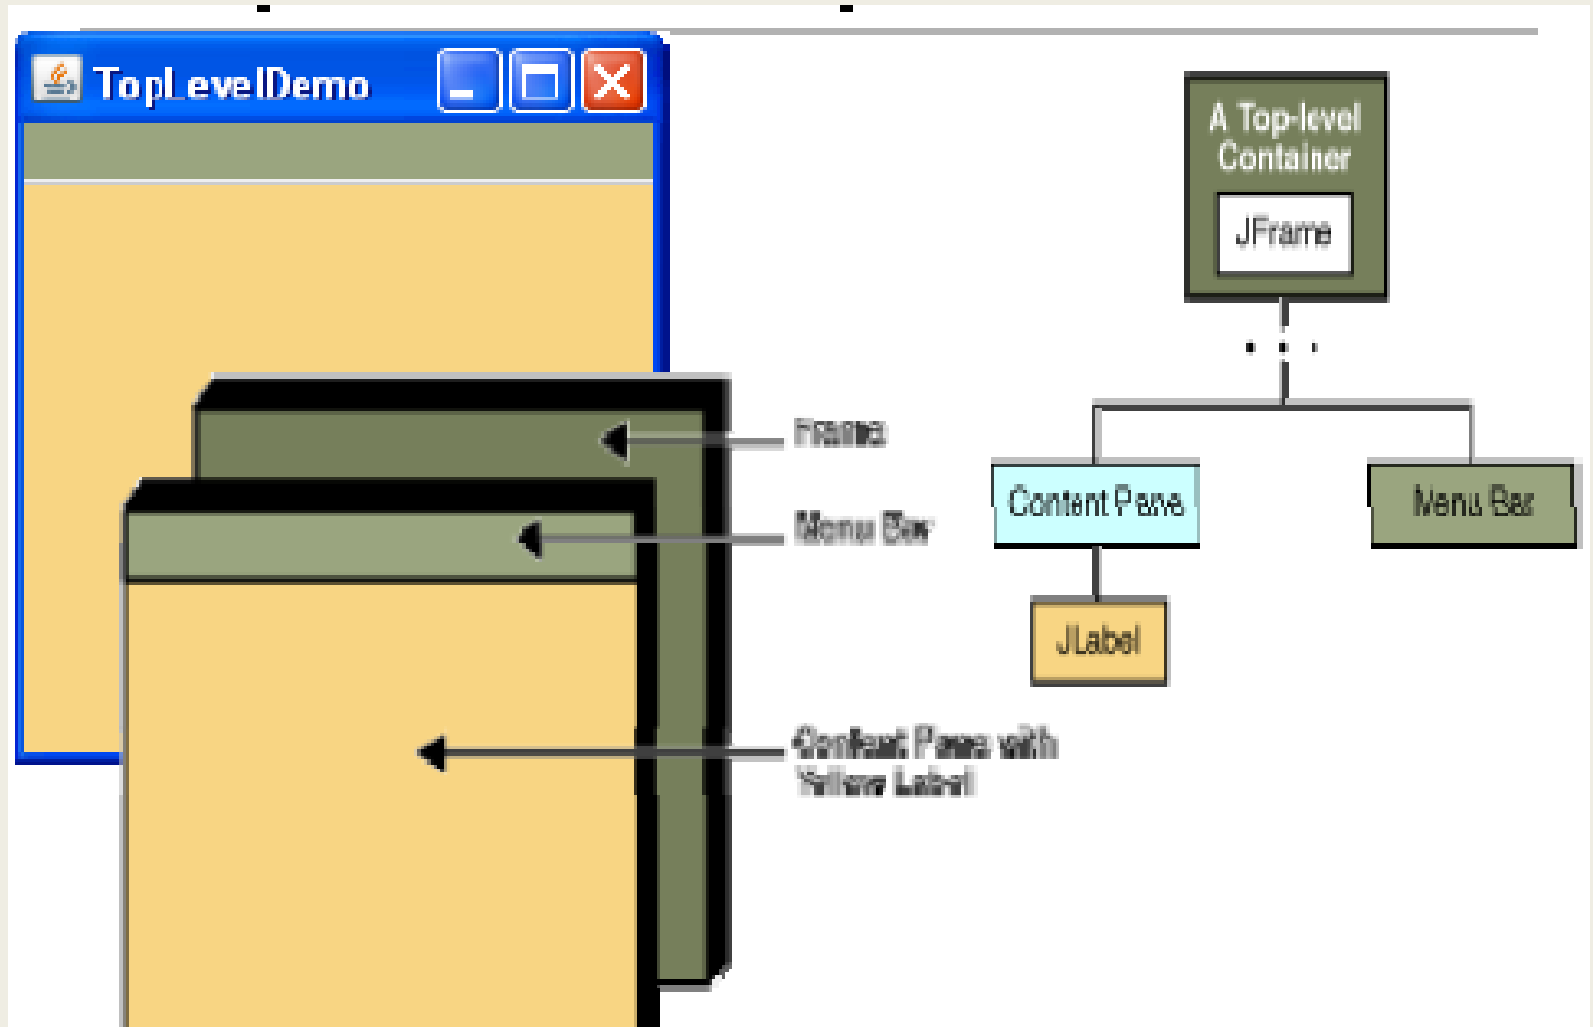 TopLevelDemo
A Top-level
Container
JFrame
Frame
Content Pane
Menu Bar
Menu Bar
JLabel
Content Pane with
Yellow Label